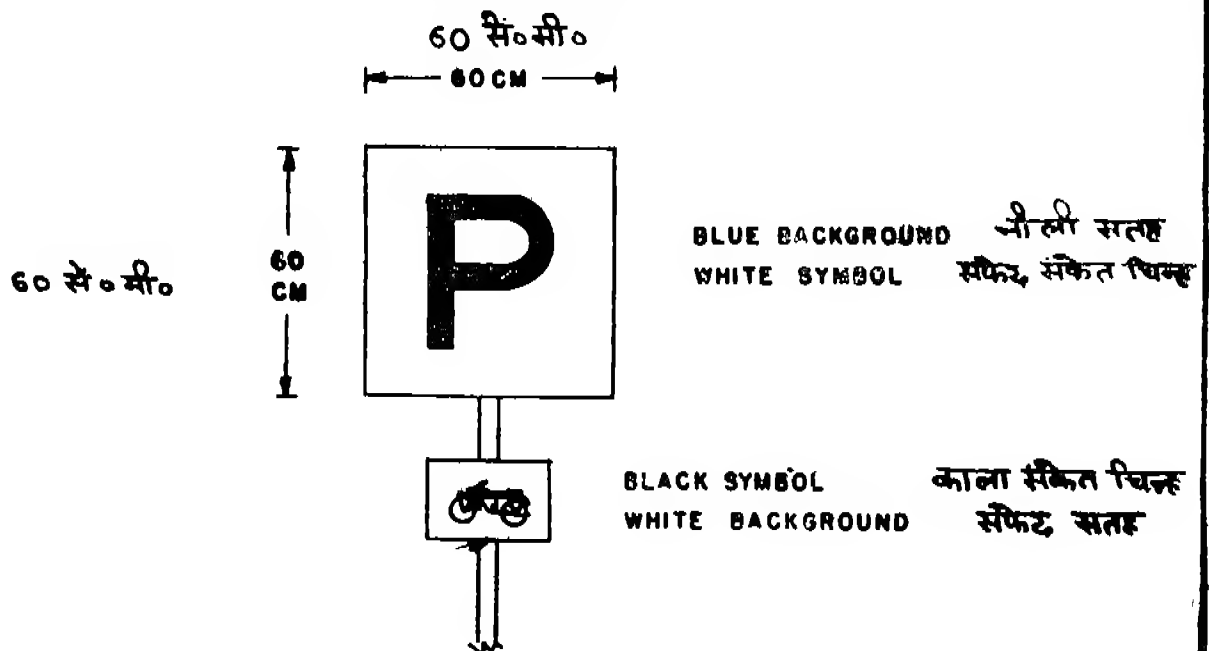 60 सें०मी०
60 CM
P
60 से०मी०
60
CM
BLUE BACKGROUND नीली सतह
WHITE SYMBOL सफेद संकेत चिन्ह
BLACK SYMBOL काला संकेत चिन्ह
WHITE BACKGROUND सफेद सतह